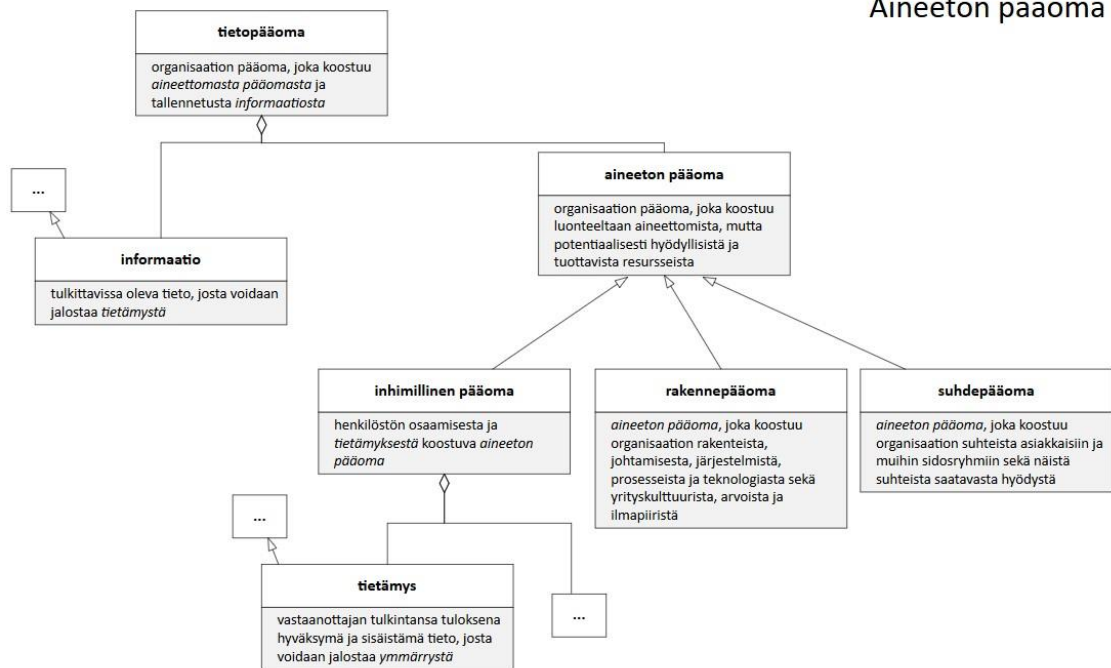 Aineeton pääoma
tietopääoma
organisaation pääoma, joka koostuu
aineettomasta pääomasta ja
tallennetusta informaatiosta
...
aineeton pääoma
organisaation pääoma, joka koostuu
luonteeltaan aineettomista, mutta
potentiaalisesti hyödyllisistä ja
tuottavista resursseista
informaatio
tulkittavissa oleva tieto, josta voidaan
jalostaa tietämystä
inhimillinen pääoma
henkilöstön osaamisesta ja
tietämyksestä koostuva aineeton
pääoma
rakennepääoma
aineeton pääoma, joka koostuu
organisaation rakenteista,
johtamisesta, järjestelmistä,
prosesseista ja teknologiasta sekä
yrityskulttuurista, arvoista ja
ilmapiiristä
suhdepääoma
aineeton pääoma, joka koostuu
organisaation suhteista asiakkaisiin ja
muihin sidosryhmiin sekä näistä
suhteista saatavasta hyödystä
...
tietämys
vastaanottajan tulkintansa tuloksena
hyväksymä ja sisäistämä tieto, josta
voidaan jalostaa ymmärrystä
...